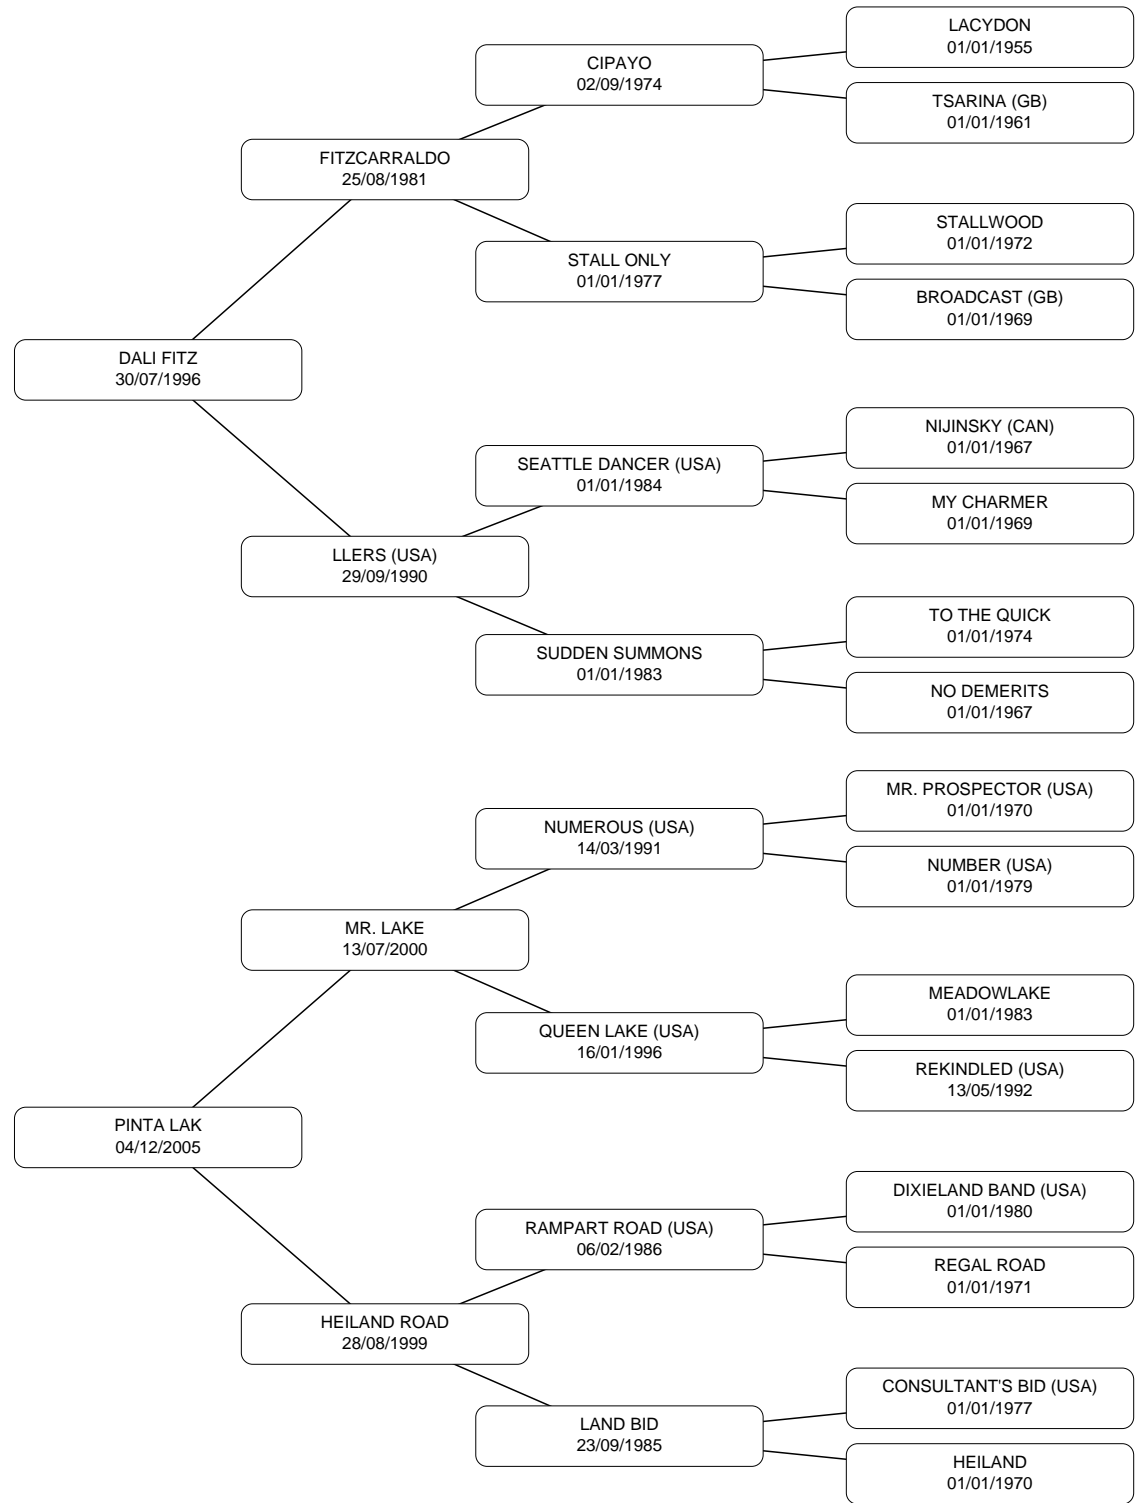 LACYDON
01/01/1955
CIPAYO
02/09/1974
TSARINA (GB)
01/01/1961
FITZCARRALDO
25/08/1981
STALLWOOD
01/01/1972
STALL ONLY
01/01/1977
BROADCAST (GB)
01/01/1969
DALI FITZ
30/07/1996
NIJINSKY (CAN)
01/01/1967
SEATTLE DANCER (USA)
01/01/1984
MY CHARMER
01/01/1969
LLERS (USA)
29/09/1990
TO THE QUICK
01/01/1974
SUDDEN SUMMONS
01/01/1983
NO DEMERITS
01/01/1967
MR. PROSPECTOR (USA)
01/01/1970
NUMEROUS (USA)
14/03/1991
NUMBER (USA)
01/01/1979
MR. LAKE
13/07/2000
MEADOWLAKE
01/01/1983
QUEEN LAKE (USA)
16/01/1996
REKINDLED (USA)
13/05/1992
PINTA LAK
04/12/2005
DIXIELAND BAND (USA)
01/01/1980
RAMPART ROAD (USA)
06/02/1986
REGAL ROAD
01/01/1971
HEILAND ROAD
28/08/1999
CONSULTANT'S BID (USA)
01/01/1977
LAND BID
23/09/1985
HEILAND
01/01/1970